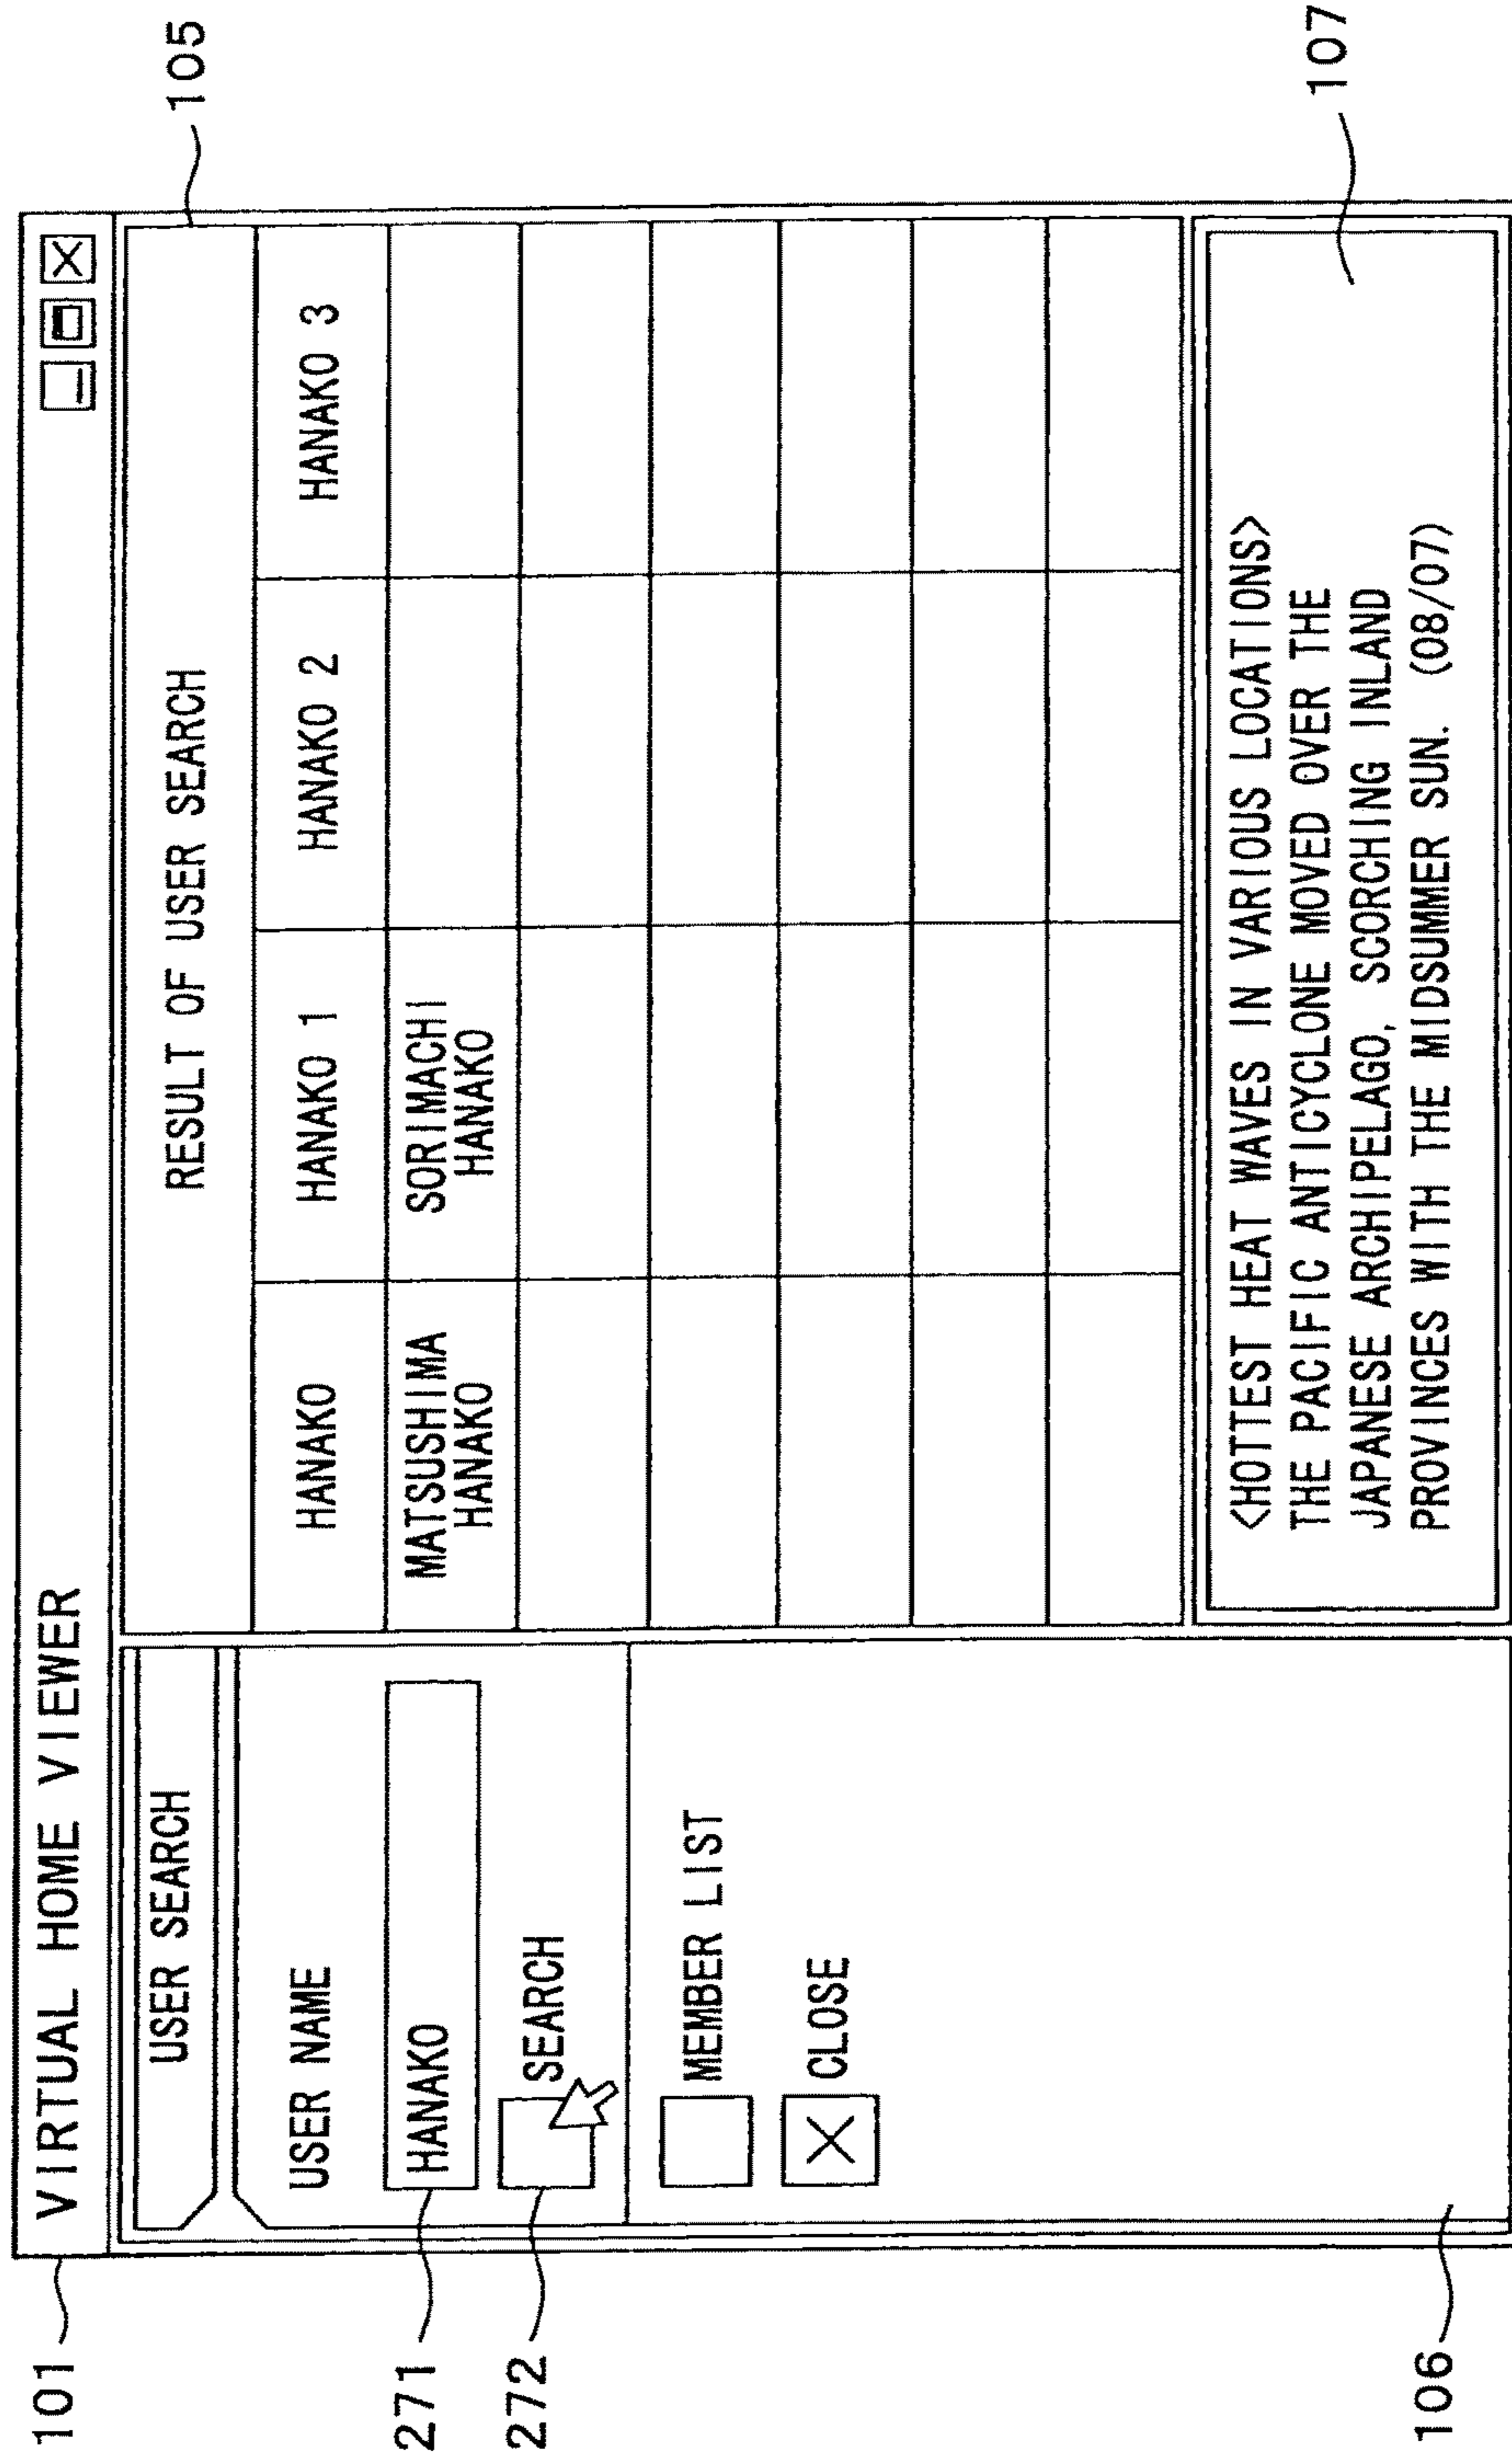 VIRTUAL HOME VIEWER
101
USER SEARCH
USER NAME
271
HANAKO
272
SEARCH
MEMBER LIST
CLOSE
106
105
RESULT OF USER SEARCH
HANAKO HANAKO 1 HANAKO 2 HANAKO 3
MATSUSHIMA SORIMACHI
HANAKO HANAKO
<HOTTEST HEAT WAVES IN VARIOUS LOCATIONS>
THE PACIFIC ANTICYCLONE MOVED OVER THE
JAPANESE ARCHIPELAGO, SCORCHING INLAND
PROVINCES WITH THE MIDSUMMER SUN. (08/07)
107